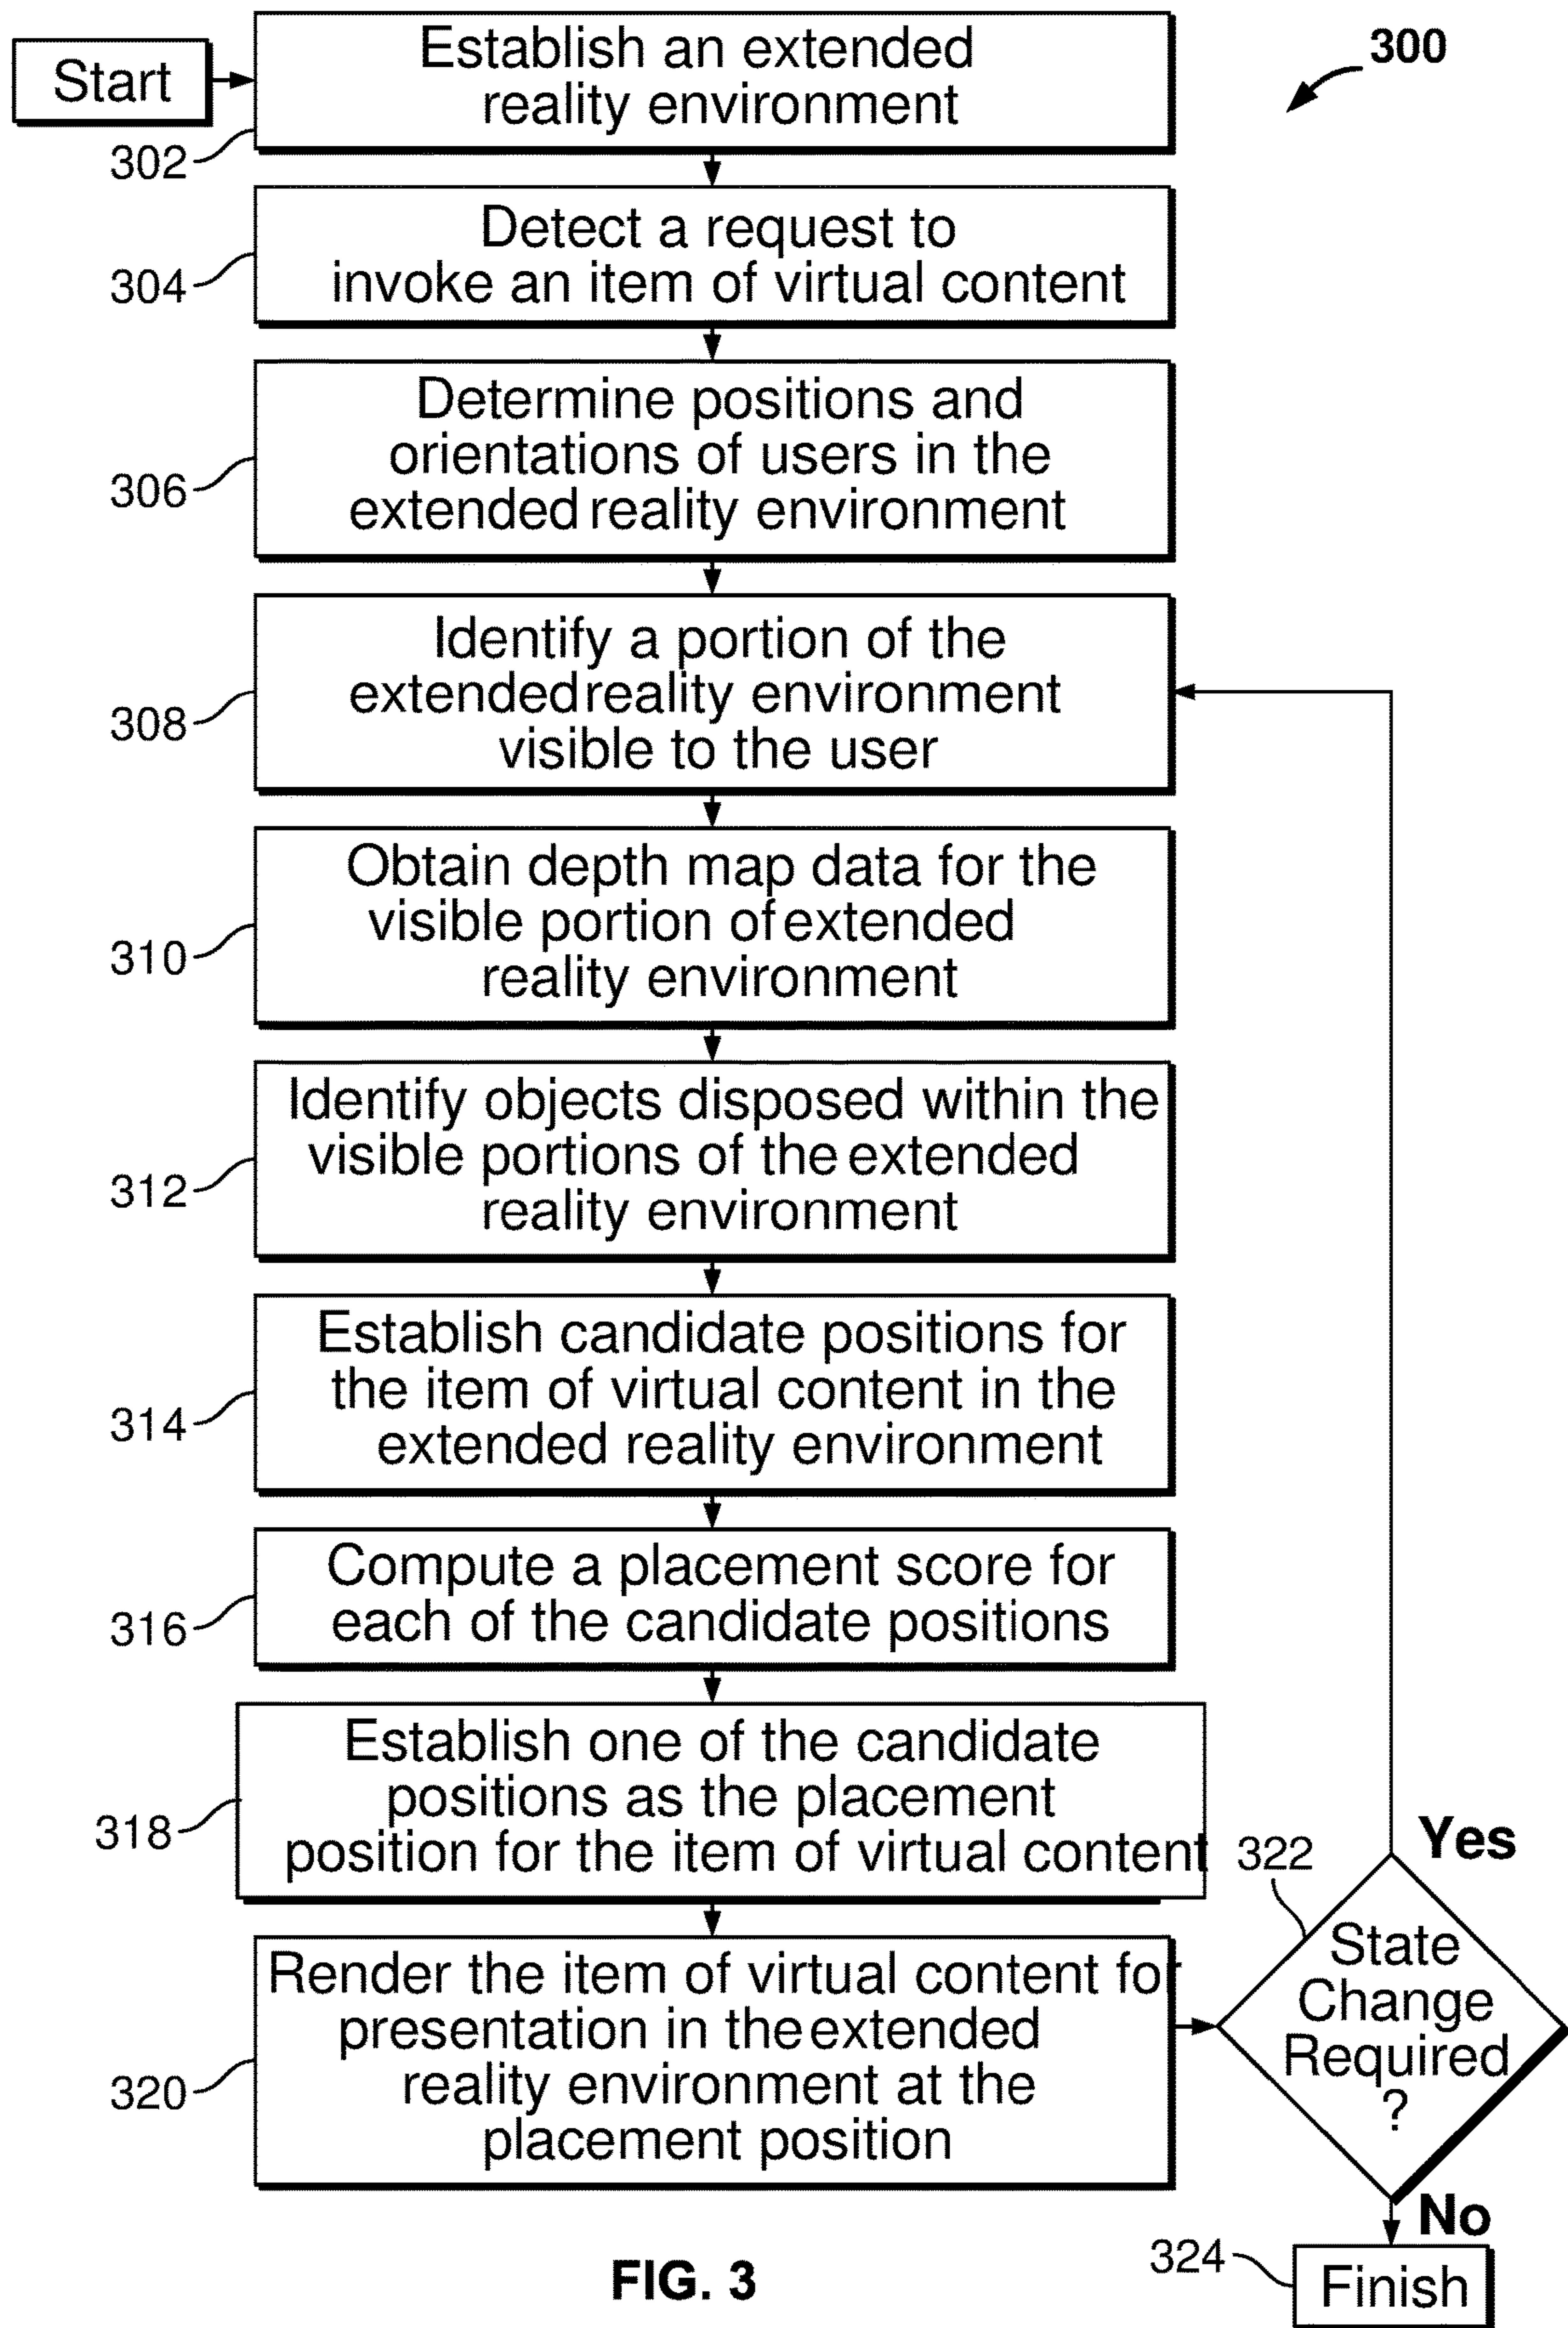 300
Start
Establish an extended
reality environment
302
Detect a request to
invoke an item of virtual content
304
Determine positions and
orientations of users in the
extended reality environment
306
Identify a portion of the
extended reality environment
visible to the user
308
Obtain depth map data for the
visible portion of extended
reality environment
310
Identify objects disposed within the
visible portions of the extended
reality environment
312
Establish candidate positions for
the item of virtual content in the
extended reality environment
314
Compute a placement score for
each of the candidate positions
316
Establish one of the candidate
positions as the placement
position for the item of virtual content
318
Render the item of virtual content for
presentation in the extended
reality environment at the
placement position
320
322
Yes
State
Change
Required
?
No
324
Finish
FIG. 3